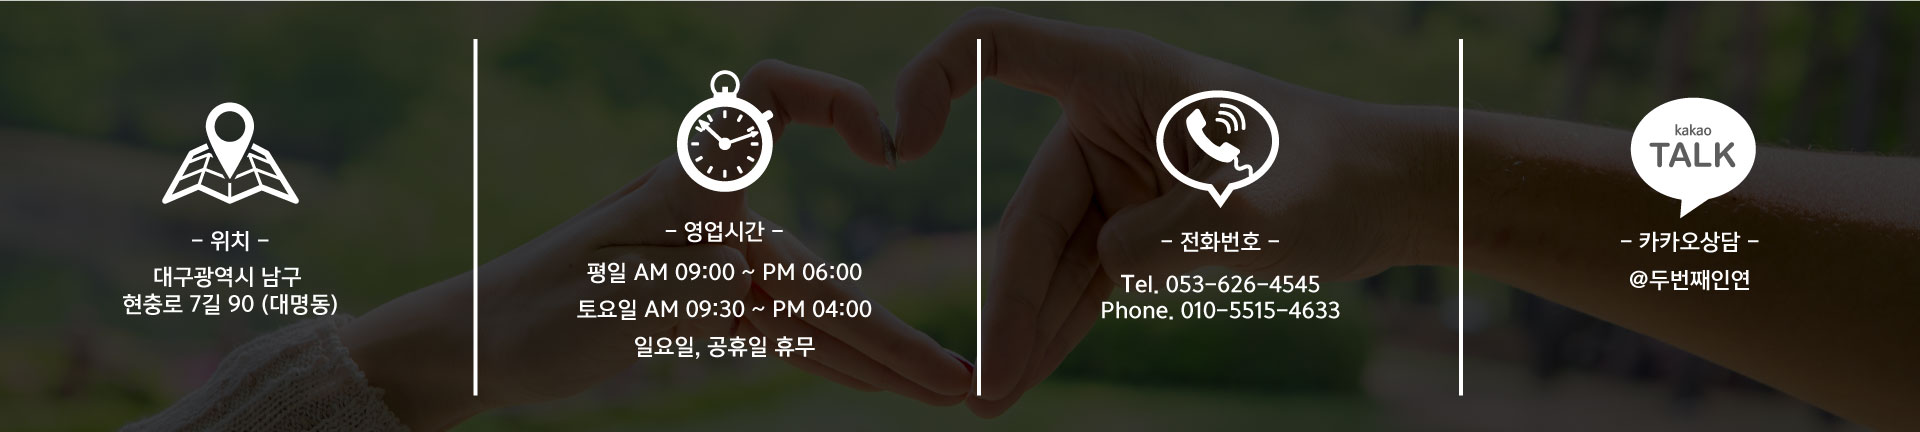 - 위치 -
대구광역시 남구
현충로 7길 90 (대명동)
- 영업시간 -
평일 AM 09:00 ~ PM 06:00
토요일 AM 09:30 ~ PM 04:00
일요일, 공휴일 휴무
- 전화번호 -
Tel. 053-626-4545
Phone. 010-5515-4633
kakao
TALK
- 카카오상담 -
@두번째인연